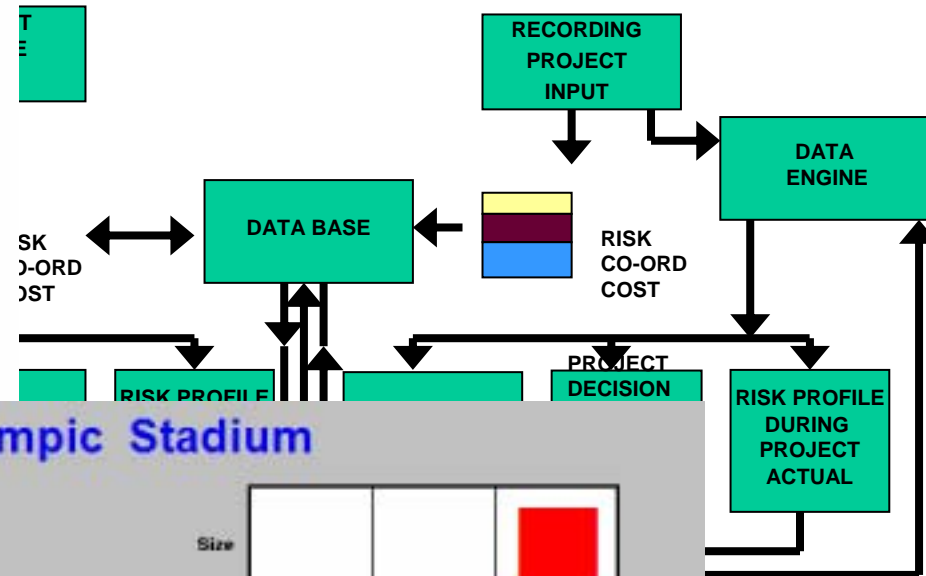 RECORDING
PROJECT
INPUT
DATA
ENGINE
DATA BASE
RISK
CO-ORD
COST
PROJECT
DECISION
RISK PROFILE
RISK PROFILE
DURING
PROJECT
ACTUAL
mpic Stadium
Size